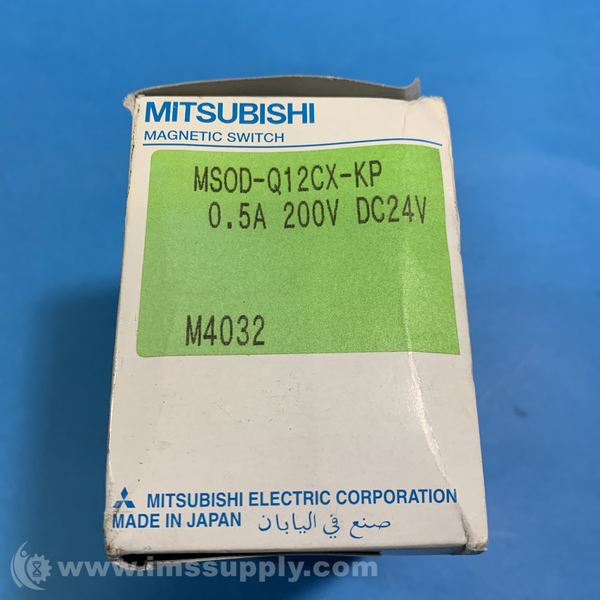 MITSUBISHI
MAGNETIC SWITCH
MSOD-Q12CX-KP
0.5A 200V DC24V
M4032
MITSUBISHI ELECTRIC CORPORATION
MADE IN JAPAN صنع في اليابان
© www.imssupply.com